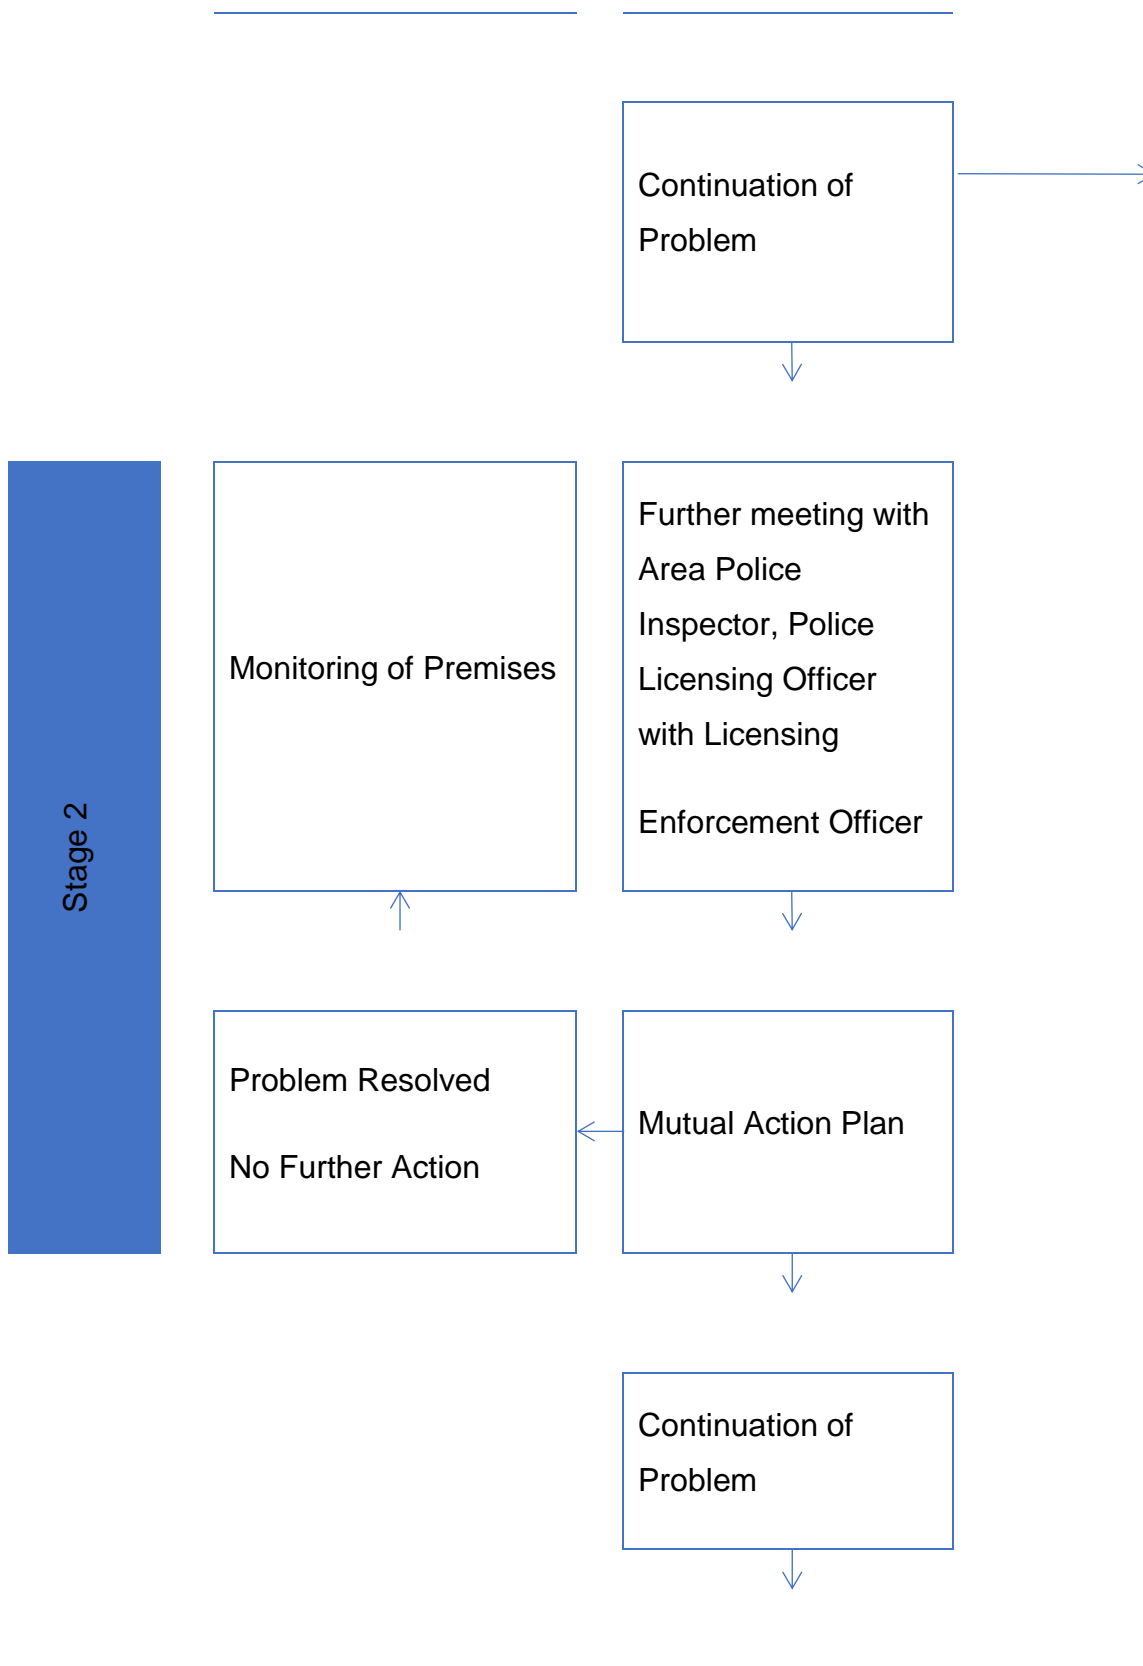 Continuation of
Problem
Stage 2
Monitoring of Premises
Further meeting with
Area Police
Inspector, Police
Licensing Officer
with Licensing
Enforcement Officer
Problem Resolved
No Further Action
Mutual Action Plan
Continuation of
Problem